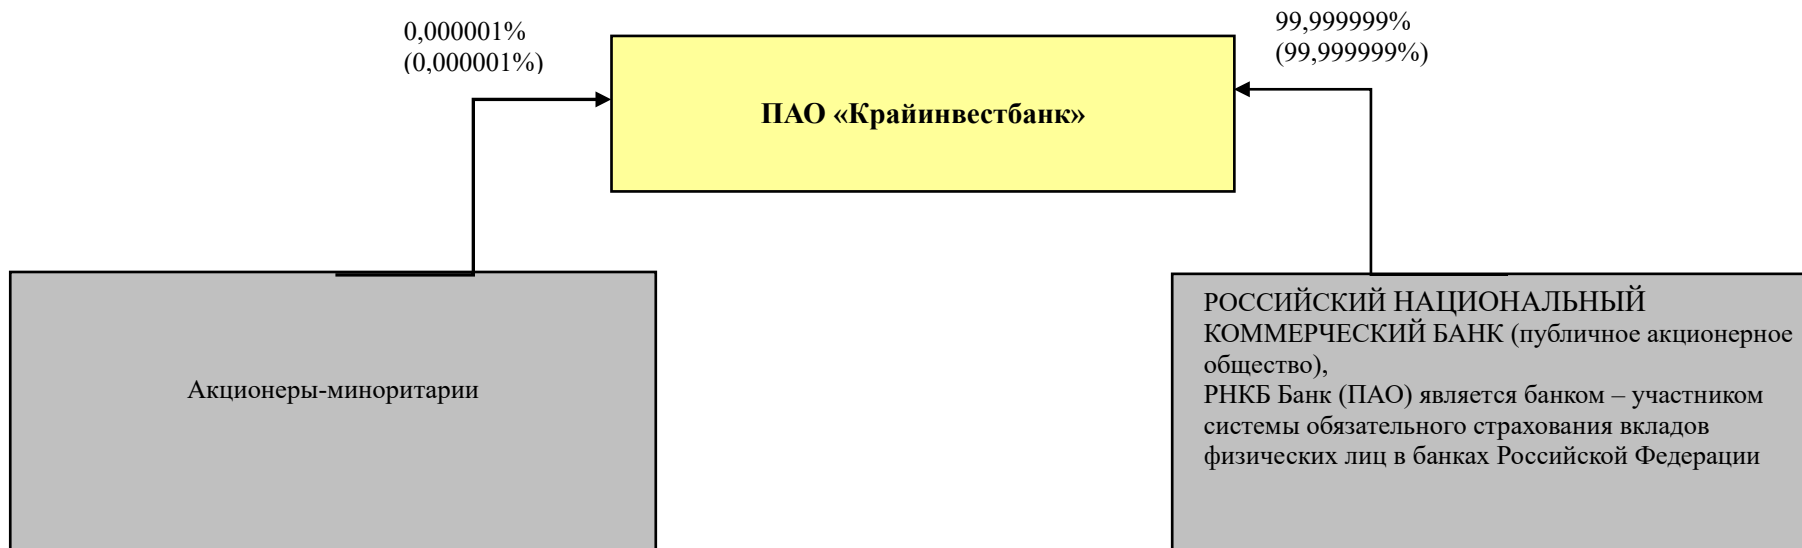 0,000001%
(0,000001%)
99,999999%
(99,999999%)
ПАО «Крайинвестбанк»
Акционеры-миноритарии
РОССИЙСКИЙ НАЦИОНАЛЬНЫЙ
КОММЕРЧЕСКИЙ БАНК (публичное акционерное
общество),
РНКБ Банк (ПАО) является банком – участником
системы обязательного страхования вкладов
физических лиц в банках Российской Федерации